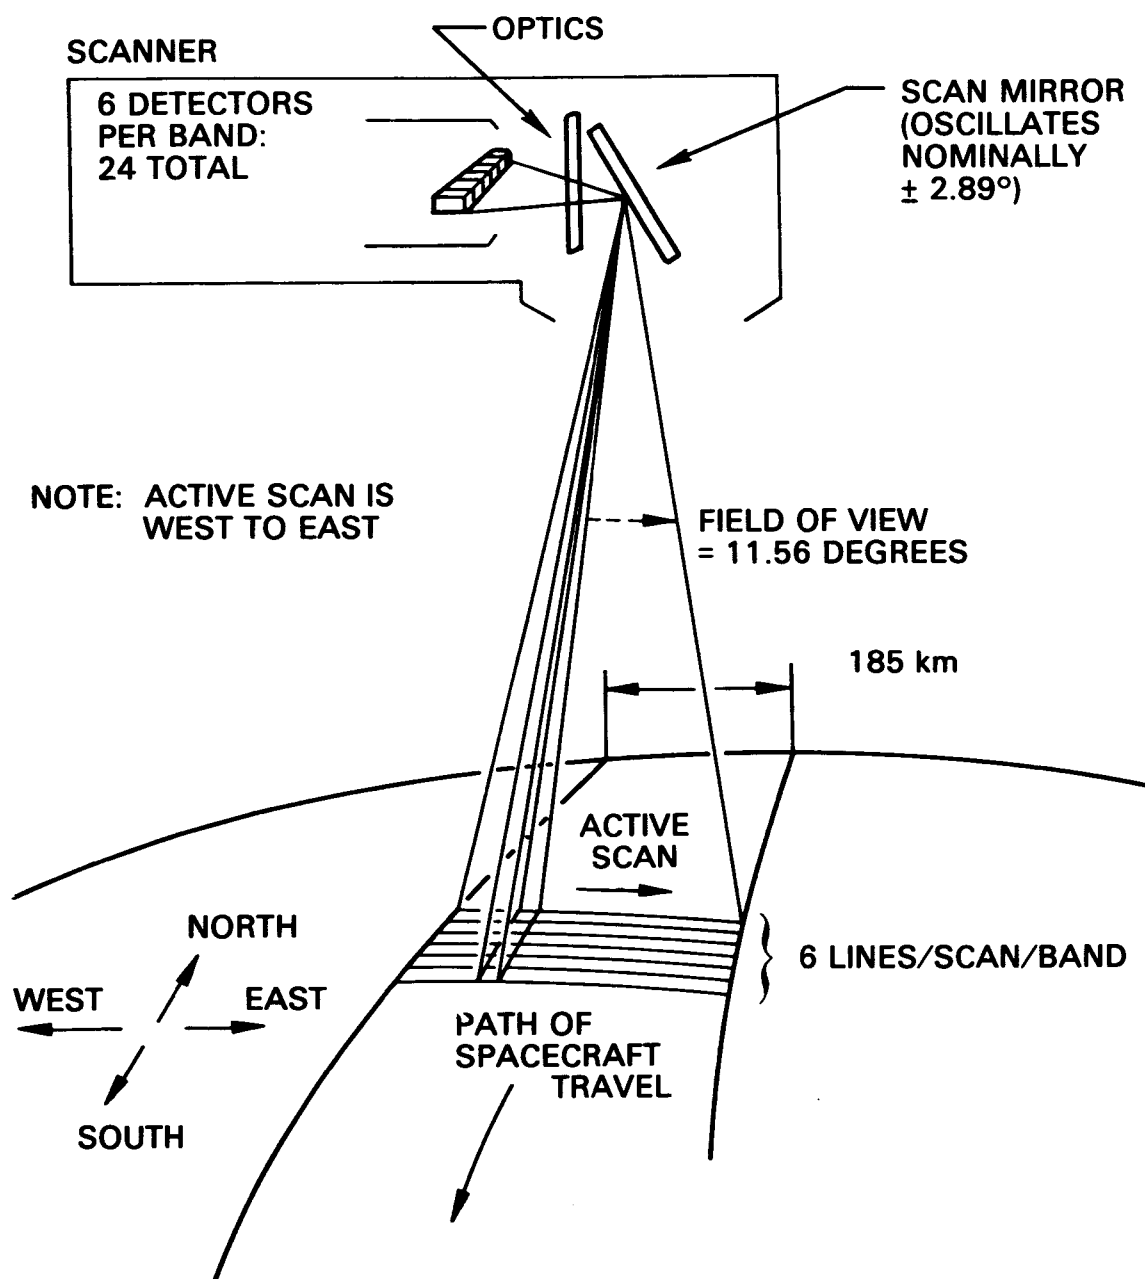 OPTICS
SCANNER
6 DETECTORS
PER BAND:
24 TOTAL
SCAN MIRROR
(OSCILLATES
NOMINALLY
± 2.89°)
NOTE: ACTIVE SCAN IS
WEST TO EAST
FIELD OF VIEW
= 11.56 DEGREES
185 km
ACTIVE
SCAN
NORTH
WEST
EAST
SOUTH
6 LINES/SCAN/BAND
PATH OF
SPACECRAFT
TRAVEL